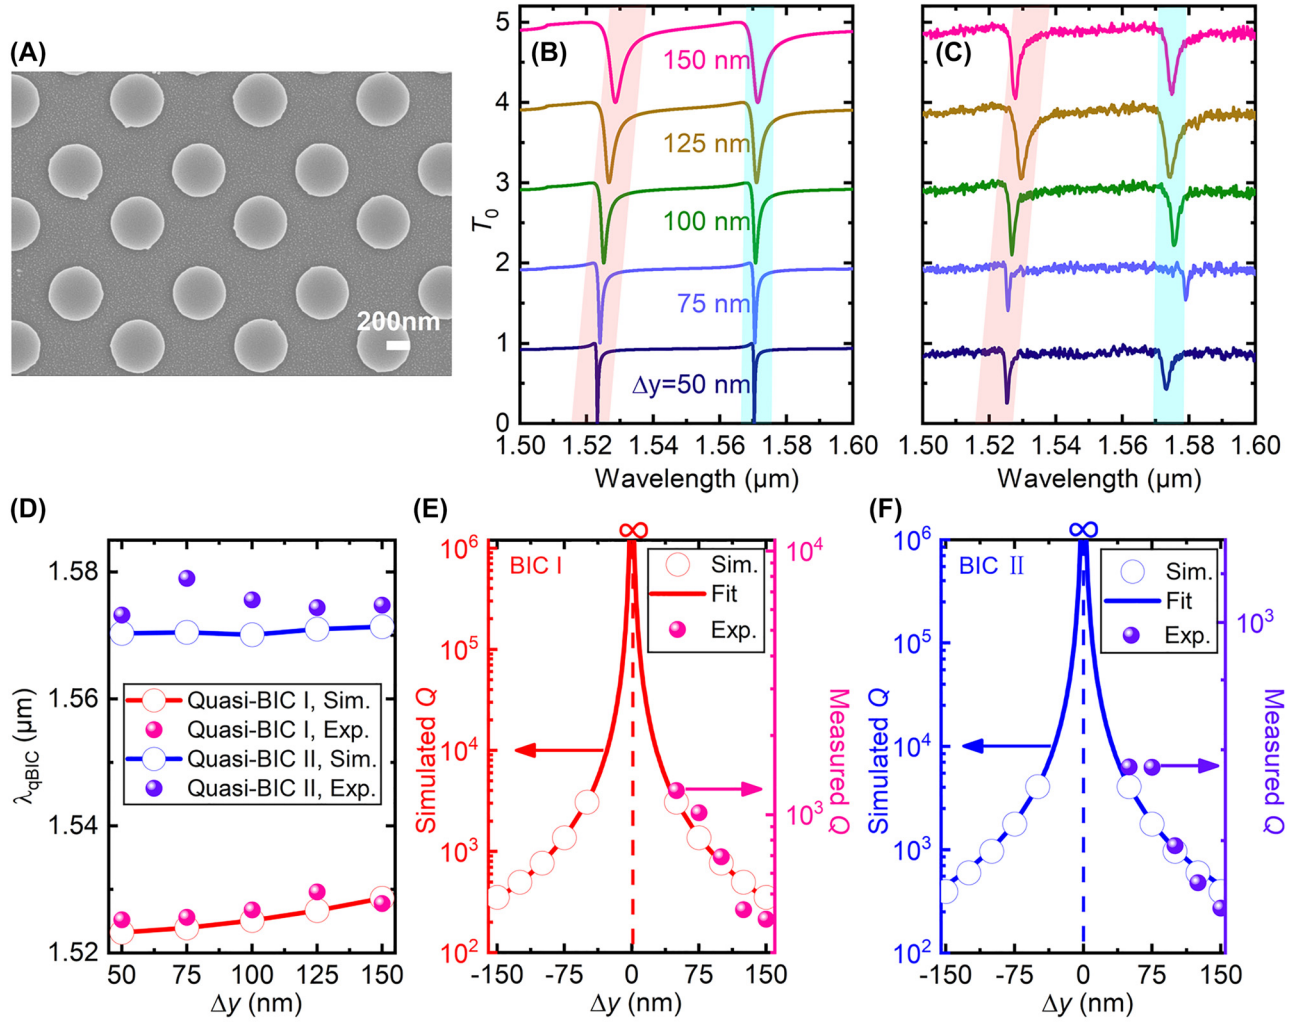 (A)
200nm
(B)
5
4
3
2
1
0
T0
150 nm
125 nm
100 nm
75 nm
Δy=50 nm
1.50 1.52 1.54 1.56 1.58 1.60
Wavelength (μm)
(C)
1.50 1.52 1.54 1.56 1.58 1.60
Wavelength (μm)
(D)
1.58
1.56
1.54
1.52
λqBIC (μm)
Quasi-BIC I, Sim.
Quasi-BIC I, Exp.
Quasi-BIC II, Sim.
Quasi-BIC II, Exp.
50 75 100 125 150
Δy (nm)
(E)
∞
BIC I
Sim.
Fit
Exp.
10^6
10^5
10^4
10^3
10^2
Simulated Q
10^4
10^3
Measured Q
-150 -75 0 75 150
Δy (nm)
(F)
∞
BIC II
Sim.
Fit
Exp.
10^6
10^5
10^4
10^3
10^2
Simulated Q
10^3
Measured Q
-150 -75 0 75 150
Δy (nm)